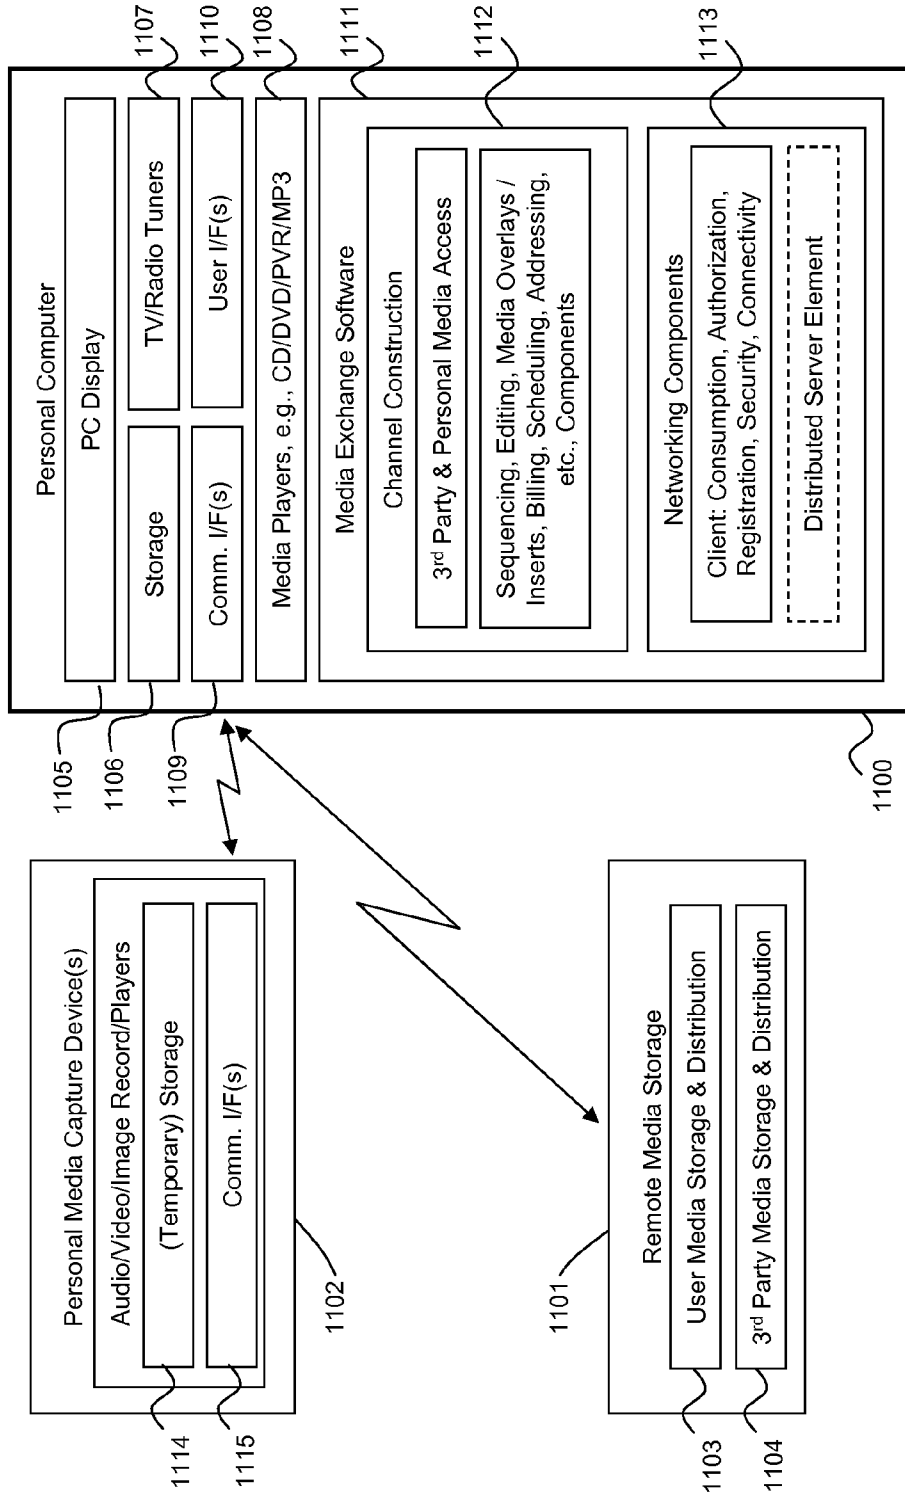 Personal Media Capture Device(s)
Audio/Video/Image Record/Players
(Temporary) Storage
Comm. I/F(s)
1114
1115
1102
Remote Media Storage
User Media Storage & Distribution
3rd Party Media Storage & Distribution
1101
1103
1104
Personal Computer
PC Display
Storage
TV/Radio Tuners
Comm. I/F(s)
User I/F(s)
Media Players, e.g., CD/DVD/PVR/MP3
Media Exchange Software
Channel Construction
3rd Party & Personal Media Access
Sequencing, Editing, Media Overlays /
Inserts, Billing, Scheduling, Addressing,
etc., Components
Networking Components
Client: Consumption, Authorization,
Registration, Security, Connectivity
Distributed Server Element
1105
1106
1109
1107
1110
1108
1111
1112
1113
1100